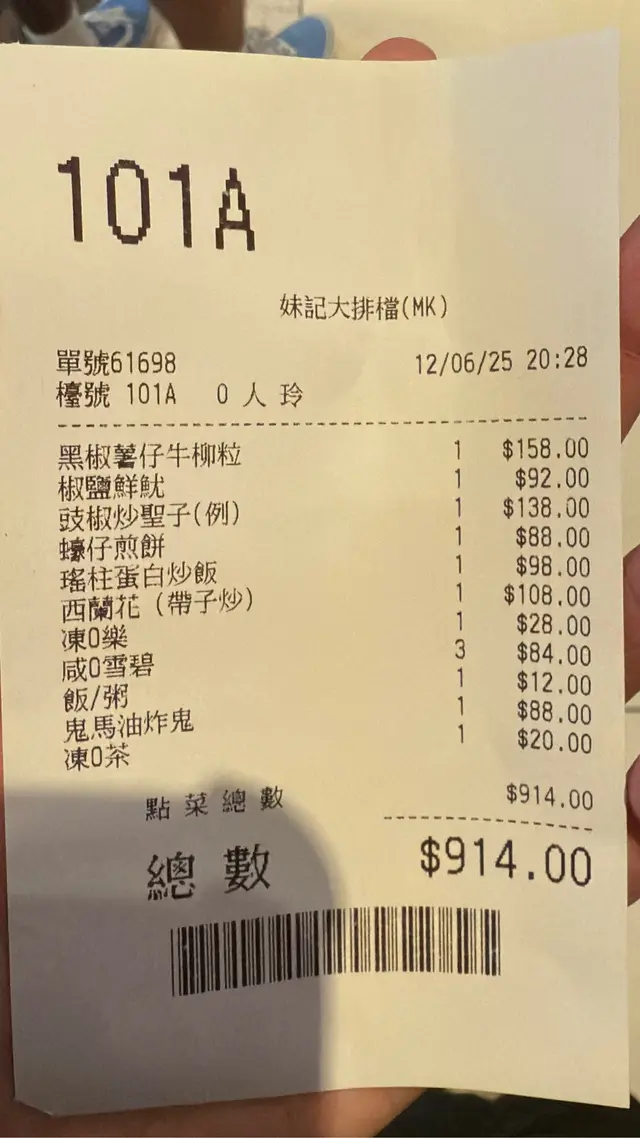 101A
妹記大排檔(MK)
單號61698 12/06/25 20:28
檯號 101A 0 人 玲
黑椒薯仔牛柳粒 1 $158.00
椒鹽鮮魷 1 $92.00
豉椒炒聖子(例) 1 $138.00
蠔仔煎餅 1 $88.00
瑤柱蛋白炒飯 1 $98.00
西蘭花 (帶子炒) 1 $108.00
凍0樂 1 $28.00
咸0雪碧 3 $84.00
飯/粥 1 $12.00
鬼馬油炸鬼 1 $88.00
凍0茶 1 $20.00
點菜總數 $914.00
總數 $914.00